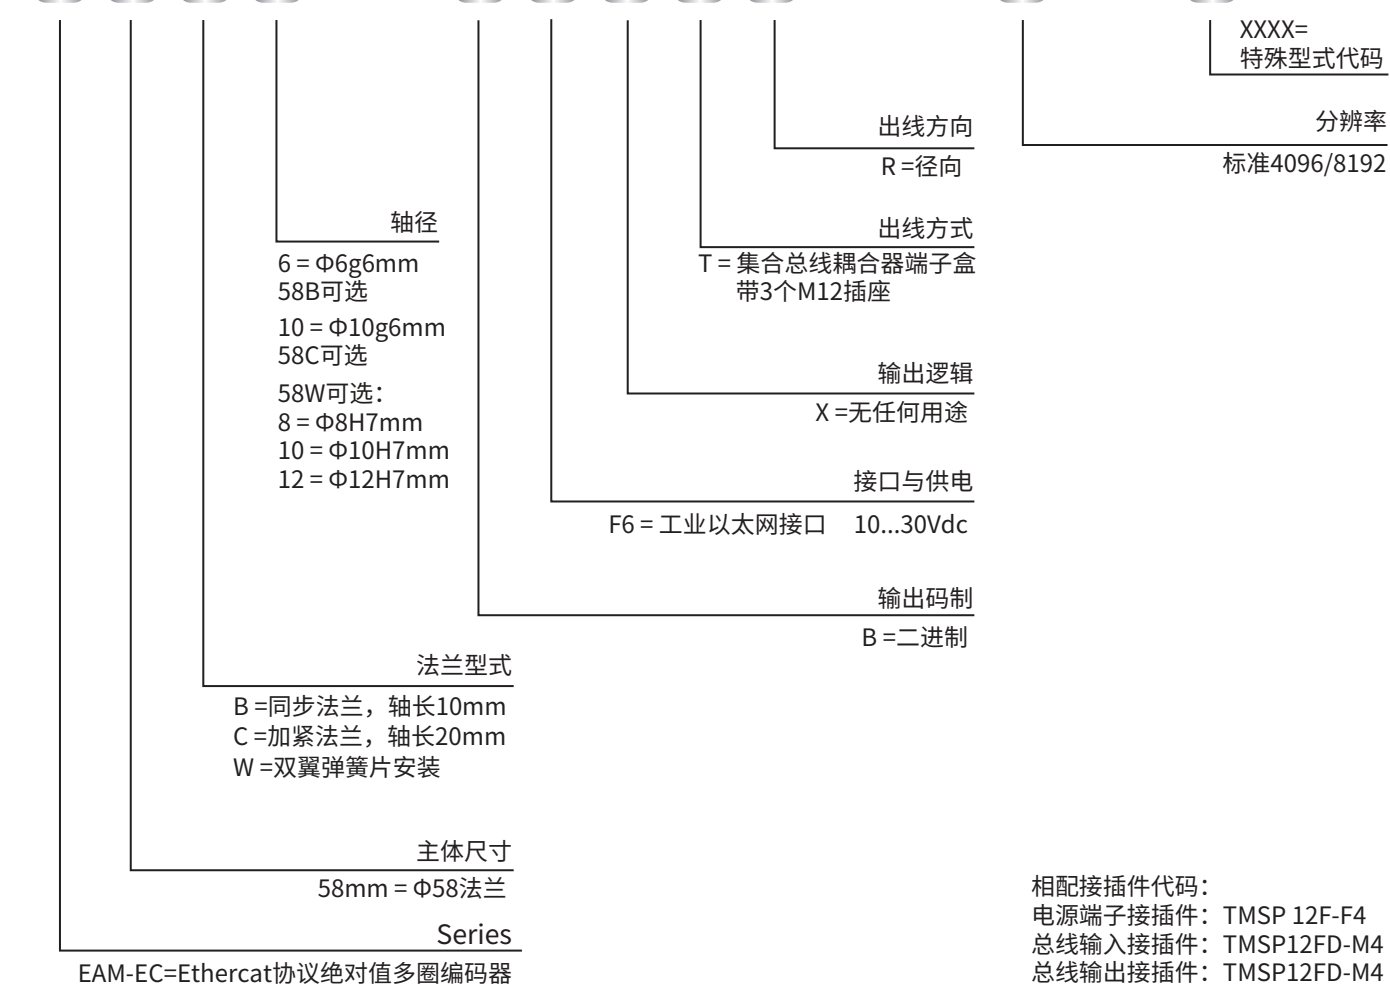 XXXX=
特殊型式代码
分辨率
标准4096/8192
出线方向
R =径向
出线方式
T = 集合总线耦合器端子盒
带3个M12插座
轴径
6 = Φ6g6mm
58B可选
10 = Φ10g6mm
58C可选
58W可选：
8 = Φ8H7mm
10 = Φ10H7mm
12 = Φ12H7mm
输出逻辑
X =无任何用途
接口与供电
F6 = 工业以太网接口 10...30Vdc
输出码制
B =二进制
法兰型式
B =同步法兰，轴长10mm
C =加紧法兰，轴长20mm
W =双翼弹簧片安装
主体尺寸
58mm = Φ58法兰
Series
EAM-EC=Ethercat协议绝对值多圈编码器
相配接插件代码：
电源端子接插件：TMSP 12F-F4
总线输入接插件：TMSP12FD-M4
总线输出接插件：TMSP12FD-M4